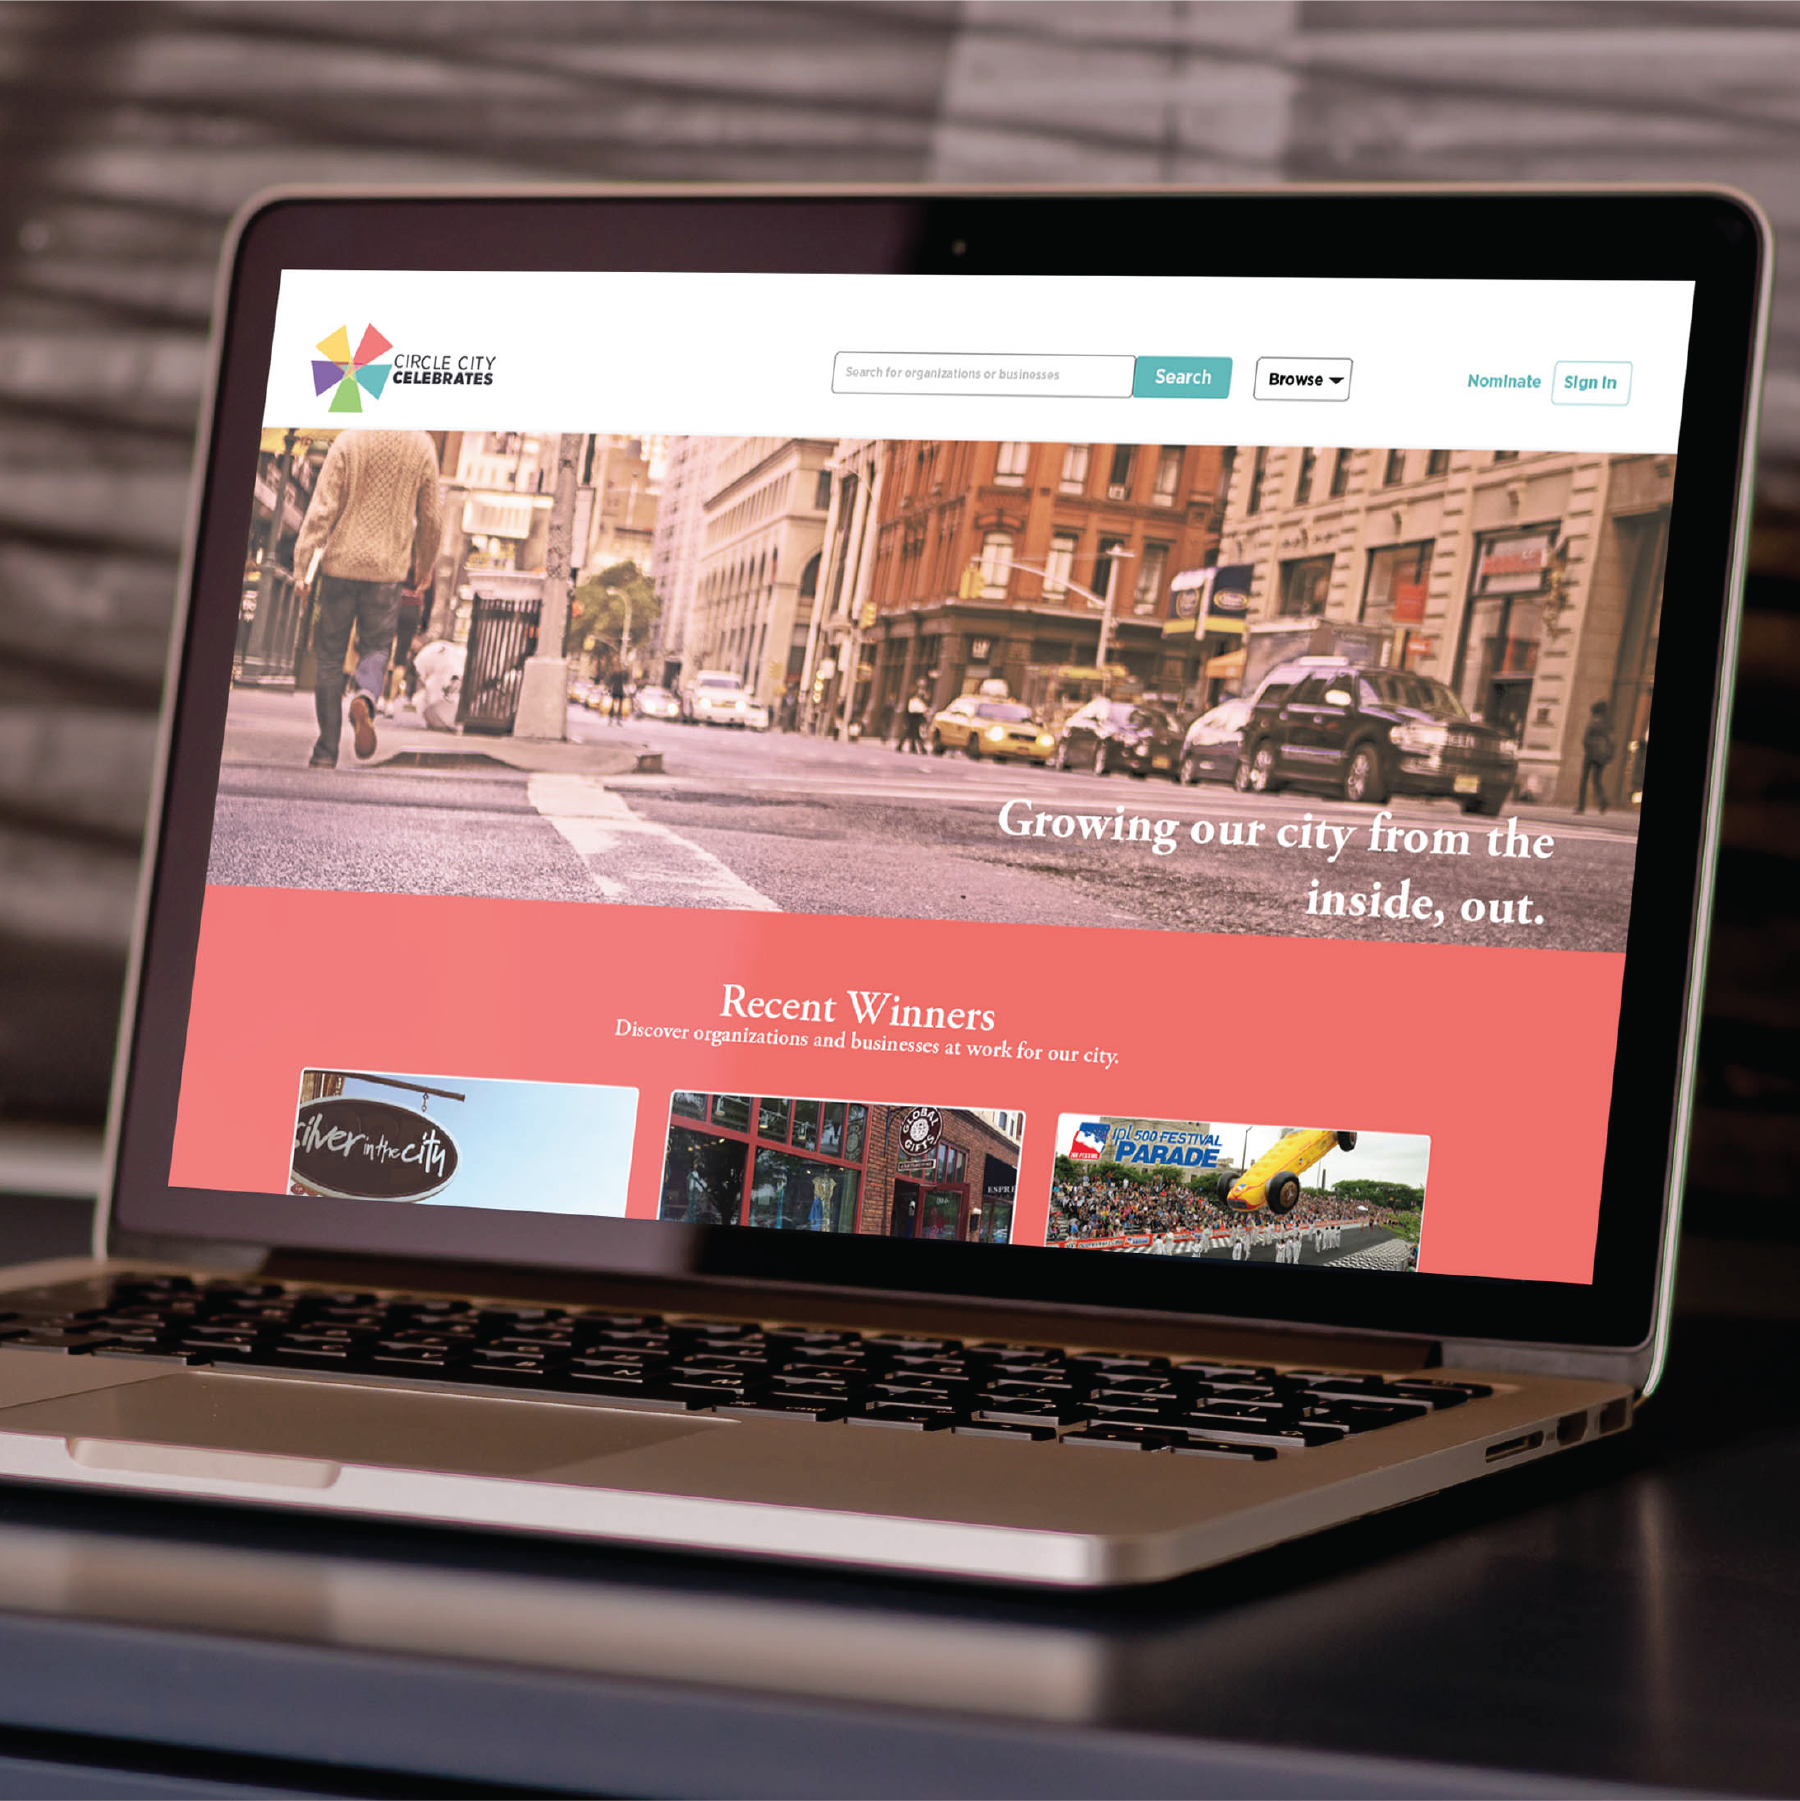 CIRCLE CITY
CELEBRATES
Search for organizations or businesses
Search
Browse
Nominate
Sign In
Growing our city from the
inside, out.
Recent Winners
Discover organizations and businesses at work for our city.
silver in the city
GLOBAL
GIFTS
ESPRE
ipl 500 FESTIVAL
PARADE